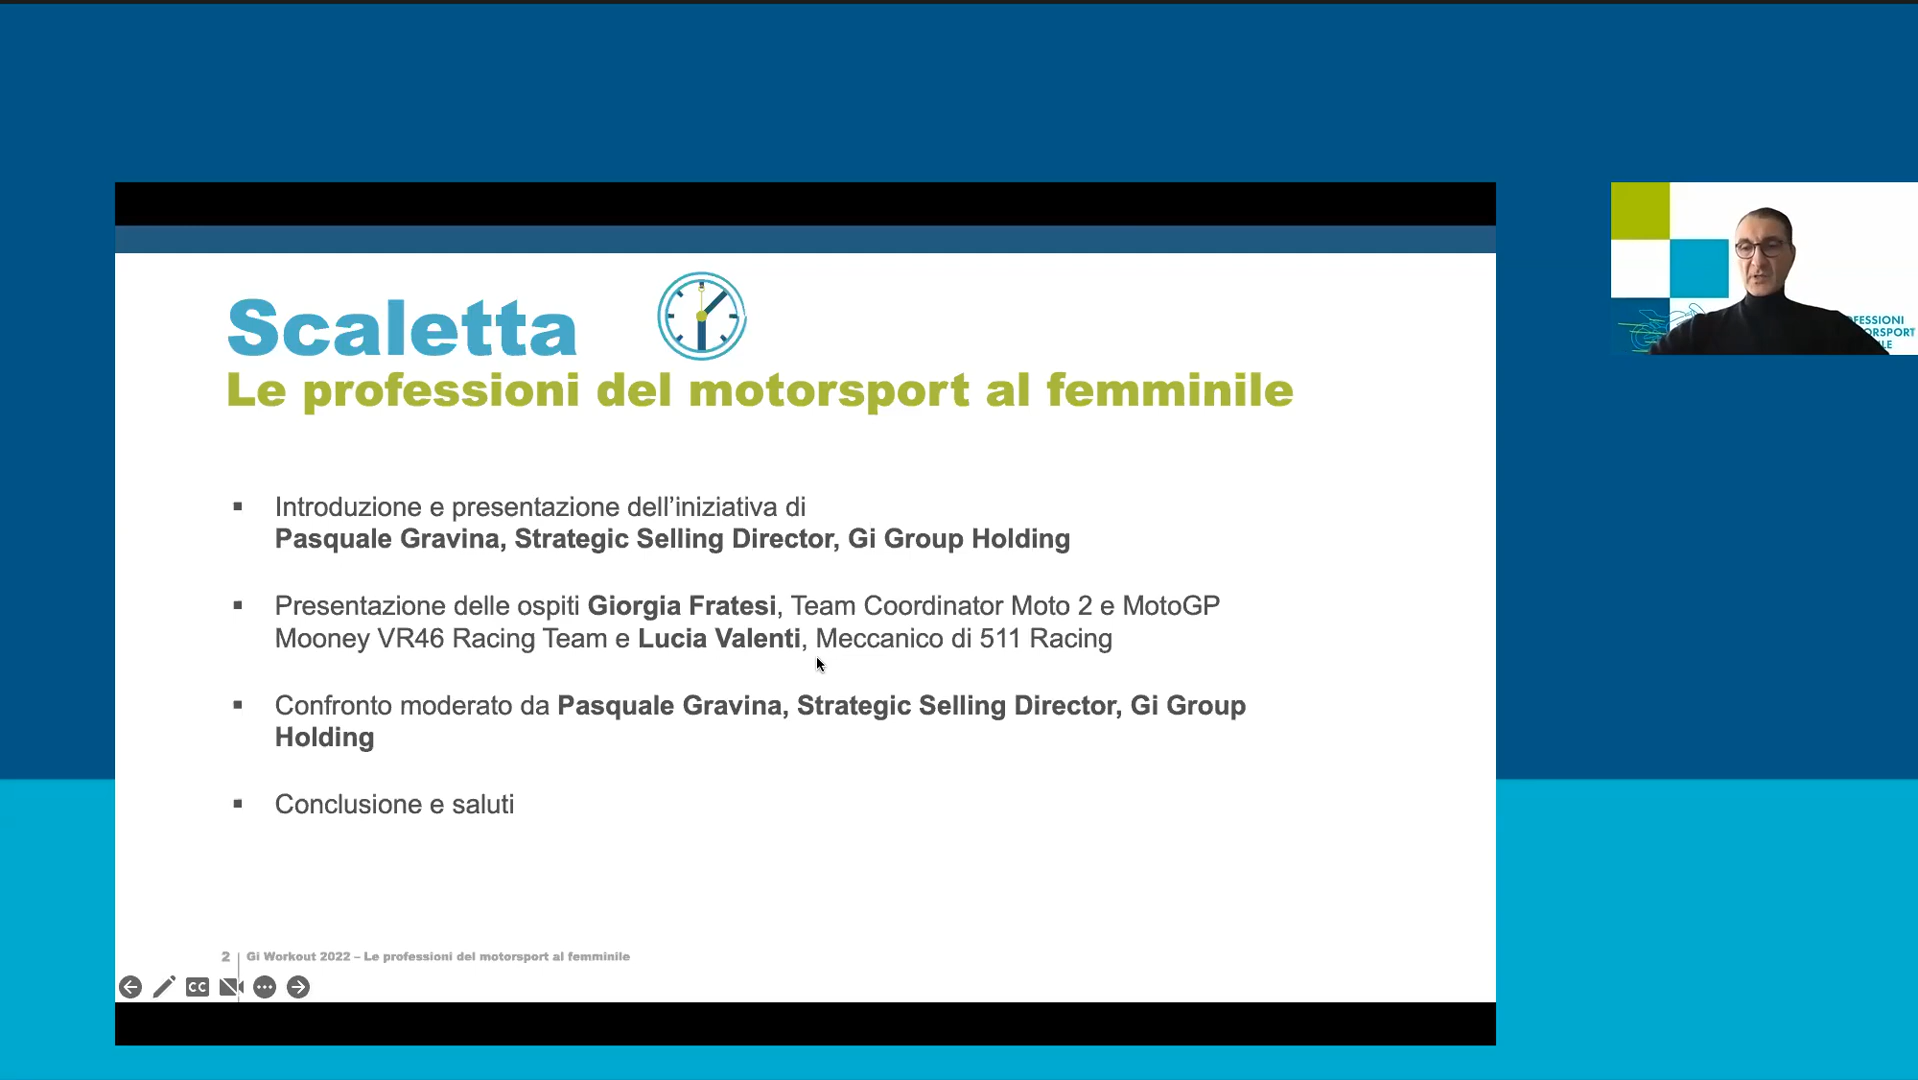 Scaletta
Le professioni del motorsport al femminile
▪ Introduzione e presentazione dell’iniziativa di
Pasquale Gravina, Strategic Selling Director, Gi Group Holding
▪ Presentazione delle ospiti Giorgia Fratesi, Team Coordinator Moto 2 e MotoGP
Mooney VR46 Racing Team e Lucia Valenti, Meccanico di 511 Racing
▪ Confronto moderato da Pasquale Gravina, Strategic Selling Director, Gi Group
Holding
▪ Conclusione e saluti
2 Gi Workout 2022 – Le professioni del motorsport al femminile
CC